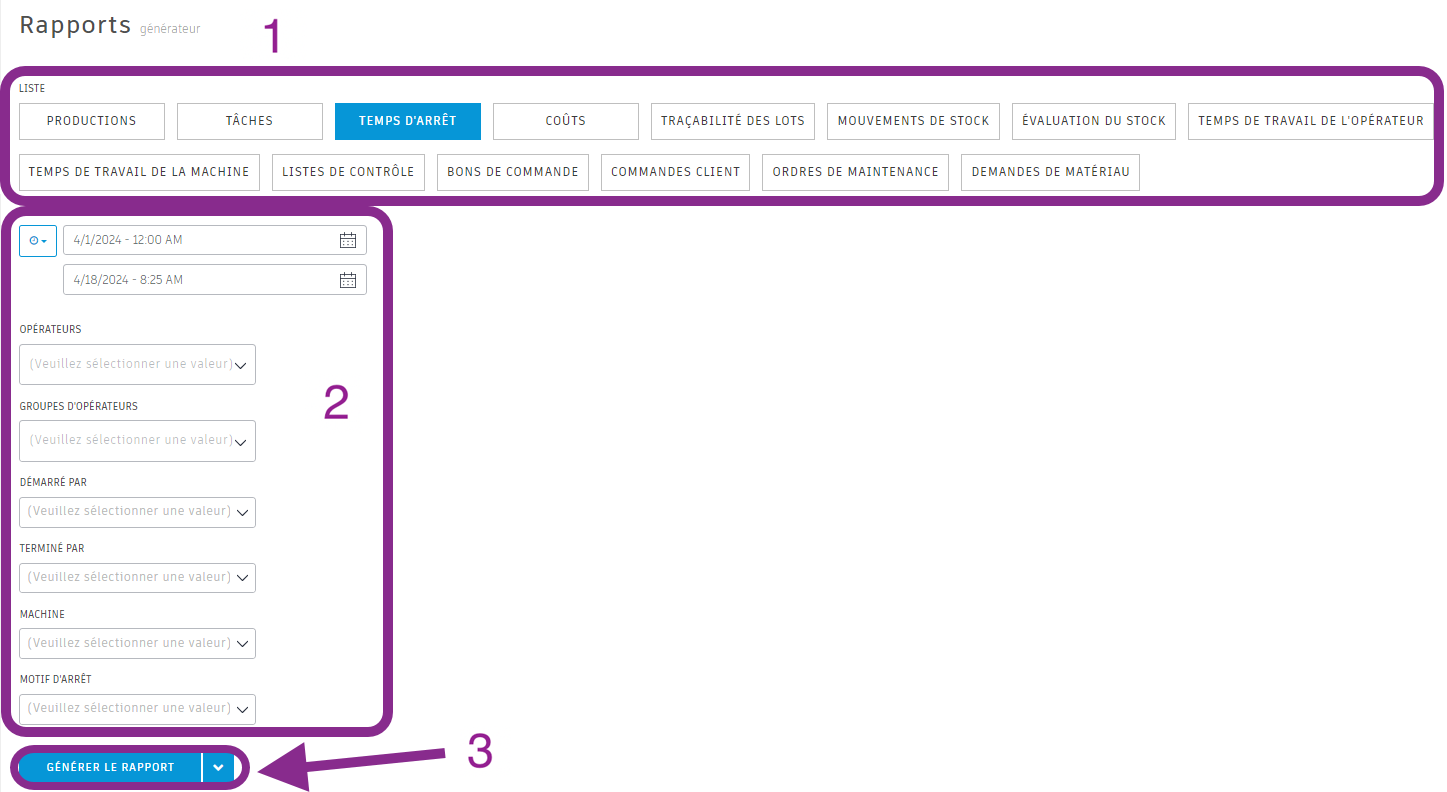 Rapports générateur
1
LISTE
PRODUCTIONS TÂCHES TEMPS D'ARRÊT COÛTS TRAÇABILITÉ DES LOTS MOUVEMENTS DE STOCK ÉVALUATION DU STOCK TEMPS DE TRAVAIL DE L'OPÉRATEUR
TEMPS DE TRAVAIL DE LA MACHINE LISTES DE CONTRÔLE BONS DE COMMANDE COMMANDES CLIENT ORDRES DE MAINTENANCE DEMANDES DE MATÉRIAU
4/1/2024 - 12:00 AM
4/18/2024 - 8:25 AM
OPÉRATEURS
(Veuillez sélectionner une valeur)
2
GROUPES D'OPÉRATEURS
(Veuillez sélectionner une valeur)
DÉMARRÉ PAR
(Veuillez sélectionner une valeur)
TERMINÉ PAR
(Veuillez sélectionner une valeur)
MACHINE
(Veuillez sélectionner une valeur)
MOTIF D'ARRÊT
(Veuillez sélectionner une valeur)
3
GÉNÉRER LE RAPPORT